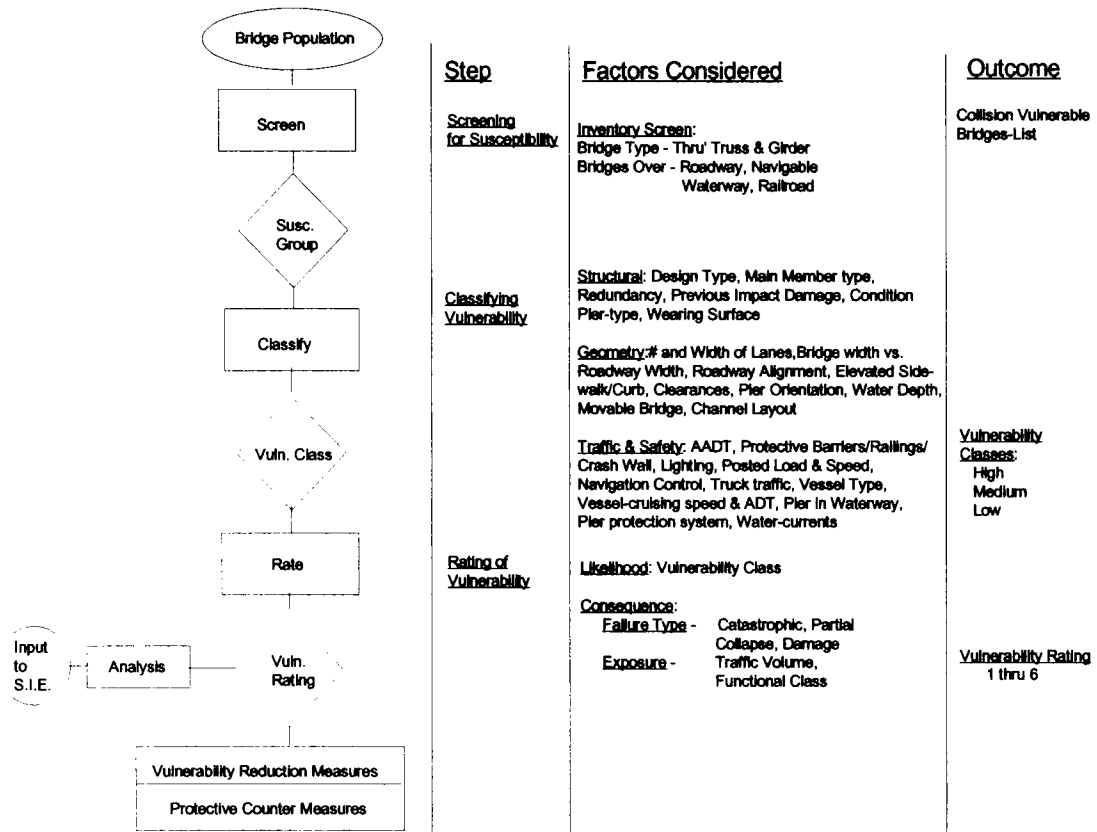 Bridge Population
Screen
Susc.
Group
Classify
Vuln. Class
Rate
Input
to
S.I.E.
Analysis
Vuln.
Rating
Vulnerability Reduction Measures
Protective Counter Measures
Step
Screening
for Susceptibility
Classifying
Vulnerability
Rating of
Vulnerability
Factors Considered
Inventory Screen:
Bridge Type - Thru' Truss & Girder
Bridges Over - Roadway, Navigable
Waterway, Railroad
Structural: Design Type, Main Member type,
Redundancy, Previous Impact Damage, Condition
Pier-type, Wearing Surface
Geometry:# and Width of Lanes,Bridge width vs.
Roadway Width, Roadway Alignment, Elevated Side-
walk/Curb, Clearances, Pier Orientation, Water Depth,
Movable Bridge, Channel Layout
Traffic & Safety: AADT, Protective Barriers/Railings/
Crash Wall, Lighting, Posted Load & Speed,
Navigation Control, Truck traffic, Vessel Type,
Vessel-cruising speed & ADT, Pier in Waterway,
Pier protection system, Water-currents
Likelihood: Vulnerability Class
Consequence:
Failure Type - Catastrophic, Partial
Collapse, Damage
Exposure - Traffic Volume,
Functional Class
Outcome
Collision Vulnerable
Bridges-List
Vulnerability
Classes:
High
Medium
Low
Vulnerability Rating
1 thru 6